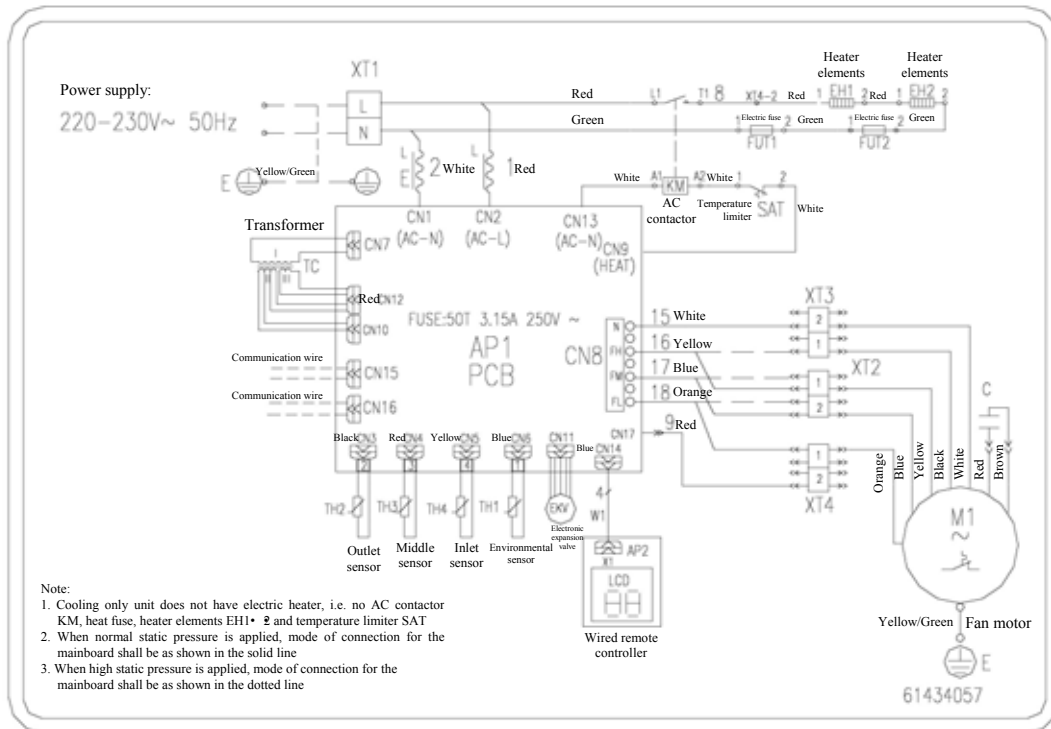 XT1
Power supply:
220-230V~ 50Hz
L
N
E
Yellow/Green
Red
Green
L1
T1
8
XT4-2
Red
1
Heater
elements
EH1
2
Red
1
Heater
elements
EH2
2
1
Electric fuse
FUT1
2
Green
1
Electric fuse
FUT2
2
Green
L
E
2
White
L
1
Red
White
A1
KM
A2
White
1
2
AC
contactor
Temperature
limiter
SAT
White
Transformer
I
II
III
TC
CN7
CN1
(AC-N)
CN2
(AC-L)
CN13
(AC-N)
CN9
(HEAT)
Red
CN12
CN10
FUSE:50T 3.15A 250V ~
AP1
PCB
CN8
N
FH
FM
FL
15 White
16 Yellow
17 Blue
18 Orange
9
Red
CN17
XT3
2
1
XT2
1
2
1
2
XT4
C
Communication wire
CN15
Communication wire
CN16
Black
CN3
2
Red
CN4
3
Yellow
CN5
4
Blue
CN6
1
CN11
Blue
CN14
TH2
TH3
TH4
TH1
EKV
4
W1
Outlet
sensor
Middle
sensor
Inlet
sensor
Environmental
sensor
Electronic
expansion
valve
X1
AP2
LCD
88
Wired remote
controller
Orange
Blue
Yellow
Black
White
Red
Brown
M1
~
Yellow/Green
Fan motor
E
61434057
Note:
1. Cooling only unit does not have electric heater, i.e. no AC contactor
KM, heat fuse, heater elements EH1• 2 and temperature limiter SAT
2. When normal static pressure is applied, mode of connection for the
mainboard shall be as shown in the solid line
3. When high static pressure is applied, mode of connection for the
mainboard shall be as shown in the dotted line